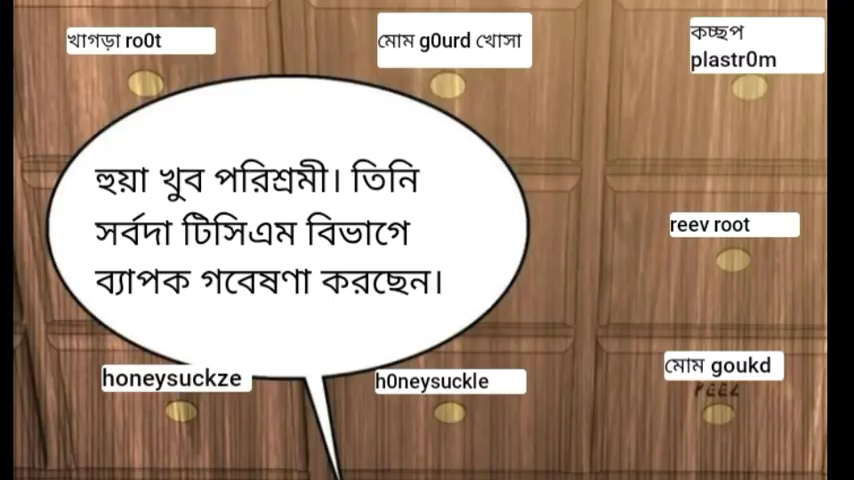 খাগড়া ro0t
মোম g0urd খোসা
কচ্ছপ
plastr0m
হুয়া খুব পরিশ্রমী। তিনি
সর্বদা টিসিএম বিভাগে
ব্যাপক গবেষণা করছেন।
reev root
মোম goukd
PEEL
honeysuckze
h0neysuckle